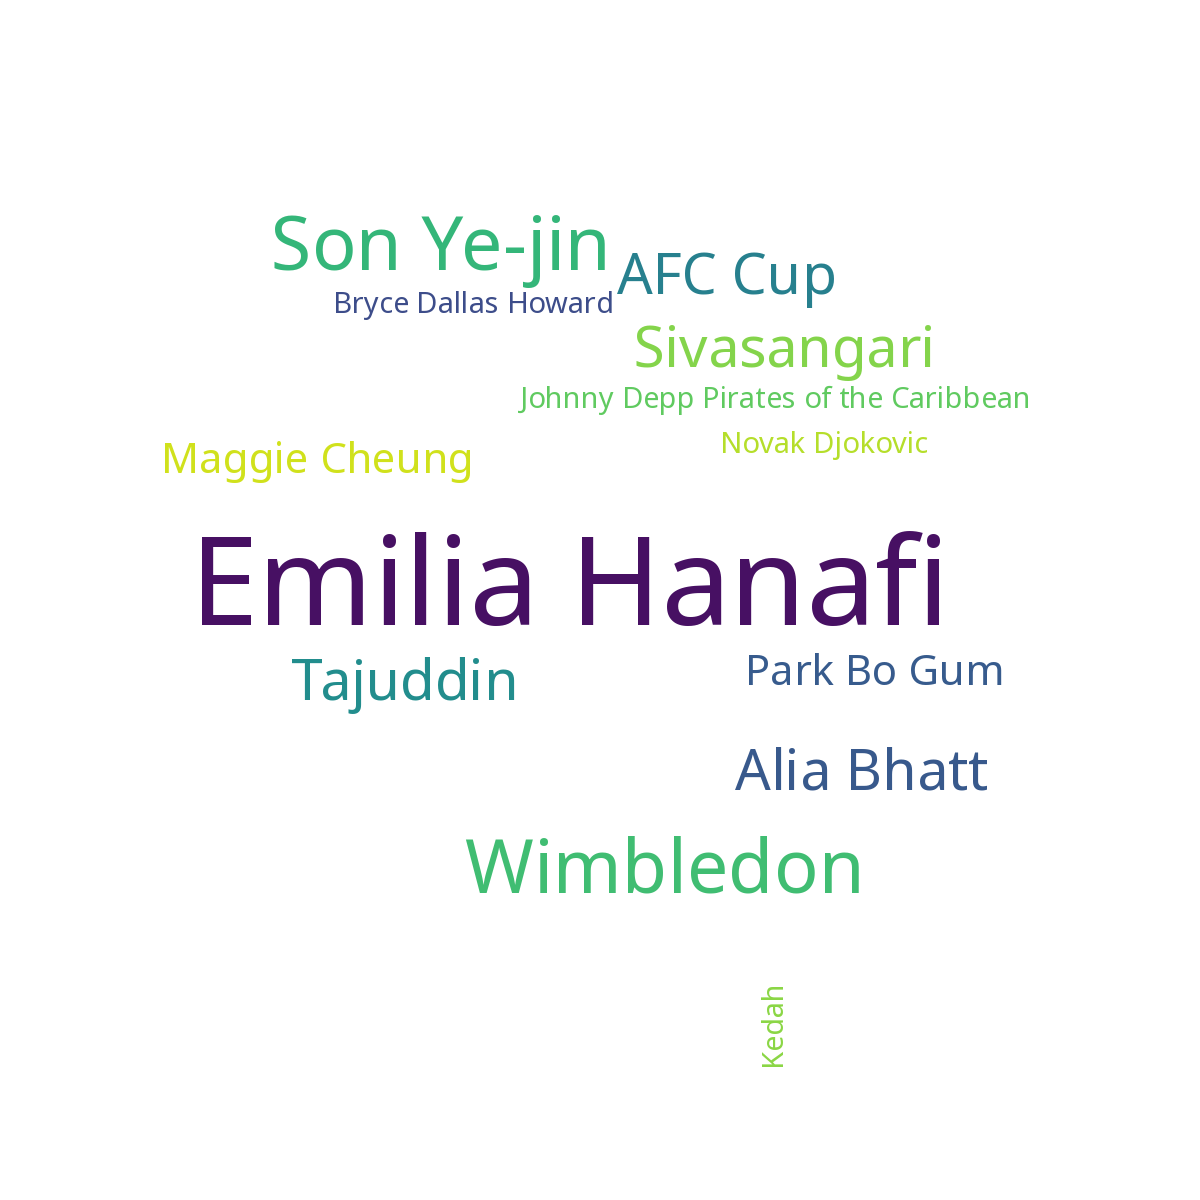 Son Ye-jin
AFC Cup
Bryce Dallas Howard
Sivasangari
Johnny Depp Pirates of the Caribbean
Novak Djokovic
Maggie Cheung
Emilia Hanafi
Tajuddin
Park Bo Gum
Alia Bhatt
Wimbledon
Kedah